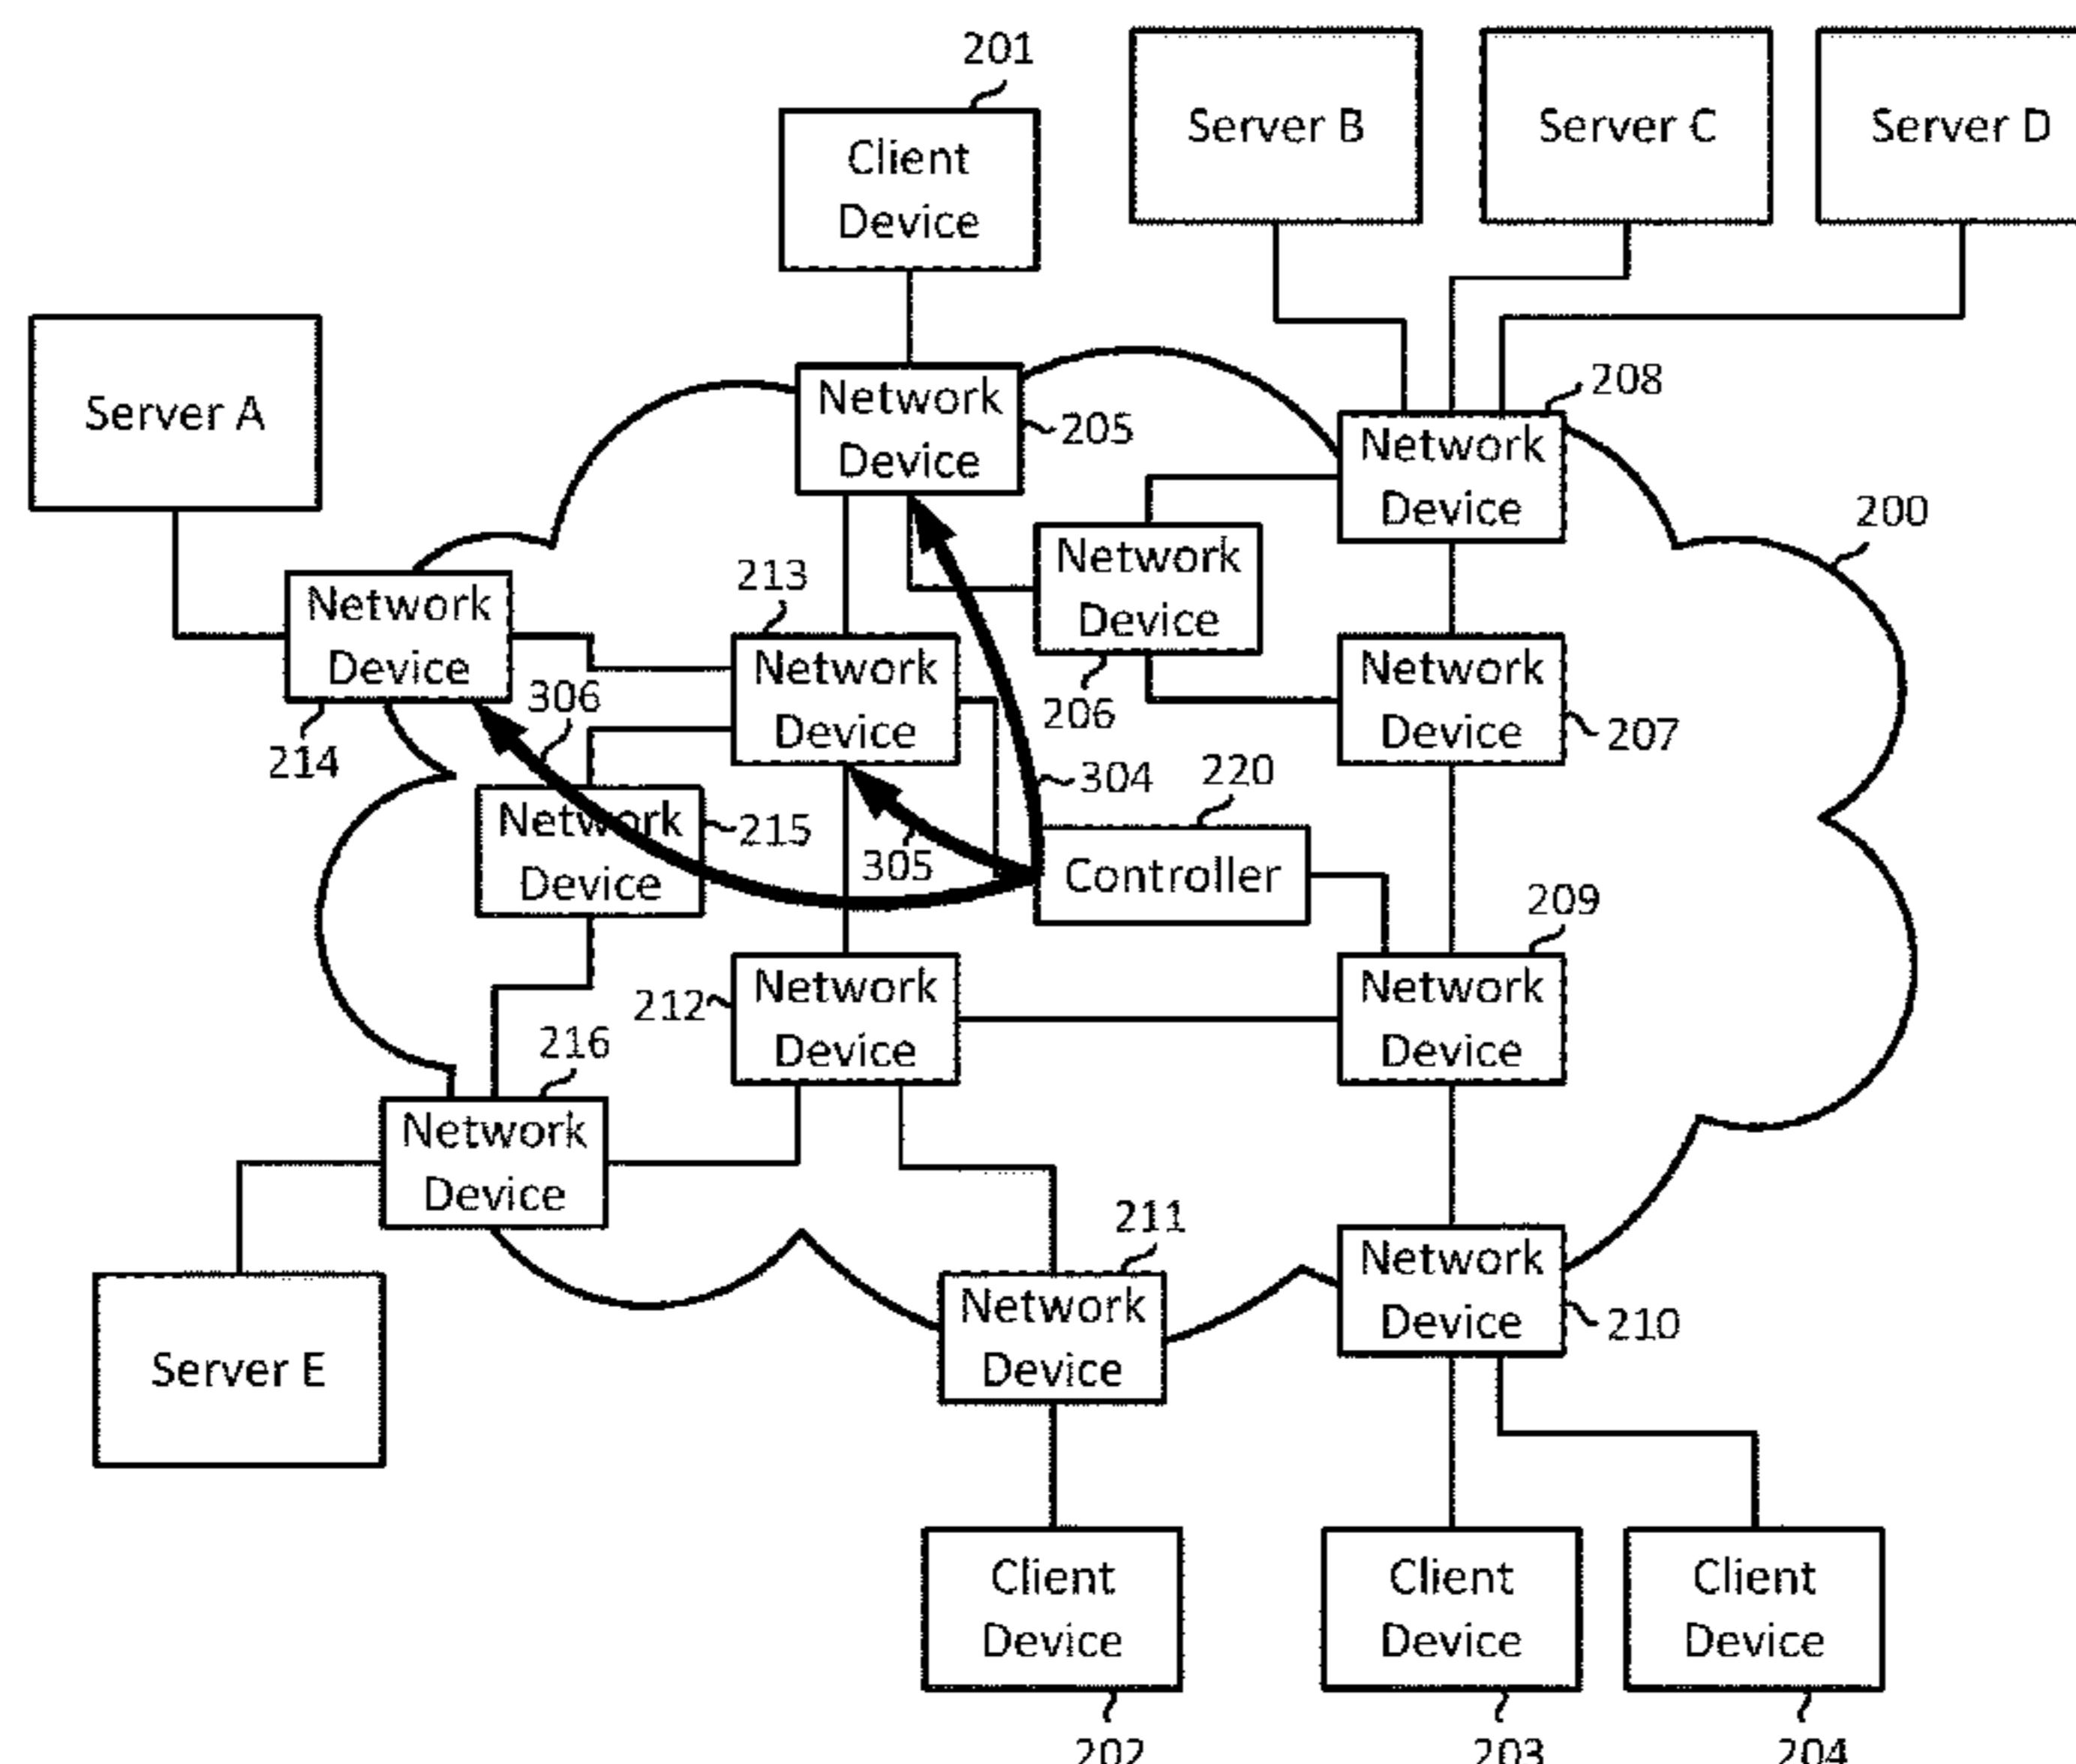 201
Server B
Server C
Server D
Client
Device
Server A
Network
Device
205
208
Network
Device
200
Network
Device
206
213
Network
Device
214
306
Network
Device
Network
Device
207
304
220
Network
Device
215
305
Controller
209
212
Network
Device
Network
Device
216
Network
Device
211
Network
Device
210
Network
Device
Server E
Client
Device
Client
Device
Client
Device
202
203
204